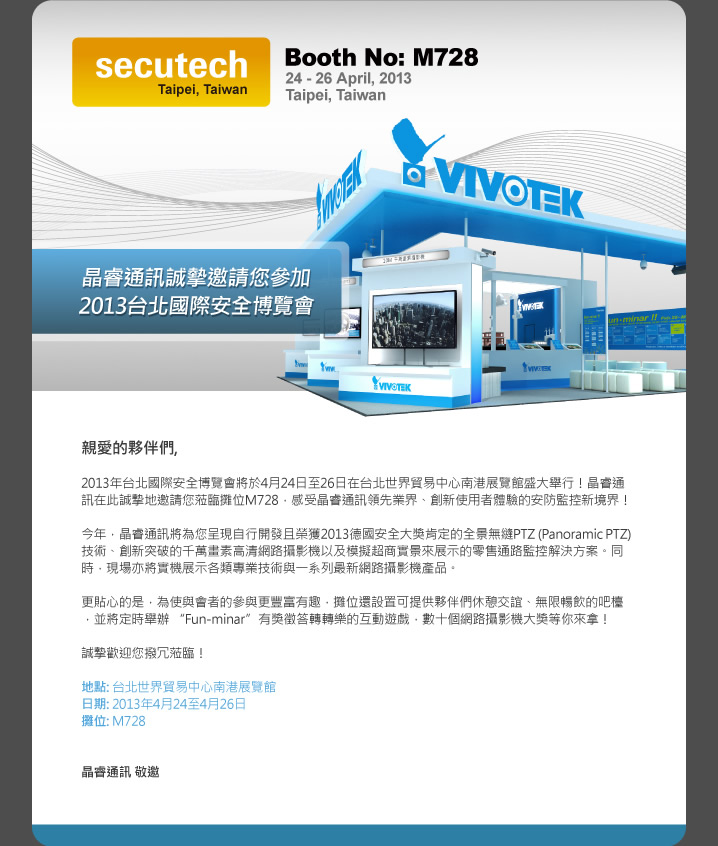 secutech
Taipei, Taiwan
Booth No: M728
24 - 26 April, 2013
Taipei, Taiwan
VIVOTEK
VIVOTEK
晶睿通訊誠摯邀請您參加
2013台北國際安全博覽會
VIVOTEK
Fun-minar !!
VIVOTEK
VIVOTEK
VIVOTEK
親愛的夥伴們,
2013年台北國際安全博覽會將於4月24日至26日在台北世界貿易中心南港展覽館盛大舉行！晶睿通
訊在此誠摯地邀請您蒞臨攤位M728，感受晶睿通訊領先業界、創新使用者體驗的安防監控新境界！
今年，晶睿通訊將為您呈現自行開發且榮獲2013德國安全大獎肯定的全景無縫PTZ (Panoramic PTZ)
技術、創新突破的千萬畫素高清網路攝影機以及模擬超商實景來展示的零售通路監控解決方案。同
時，現場亦將實機展示各類專業技術與一系列最新網路攝影機產品。
更貼心的是，為使與會者的參與更豐富有趣，攤位還設置可提供夥伴們休憩交誼、無限暢飲的吧檯
，並將定時舉辦 “Fun-minar” 有獎徵答轉轉樂的互動遊戲，數十個網路攝影機大獎等你來拿！
誠摯歡迎您撥冗蒞臨！
地點: 台北世界貿易中心南港展覽館
日期: 2013年4月24至4月26日
攤位: M728
晶睿通訊 敬邀